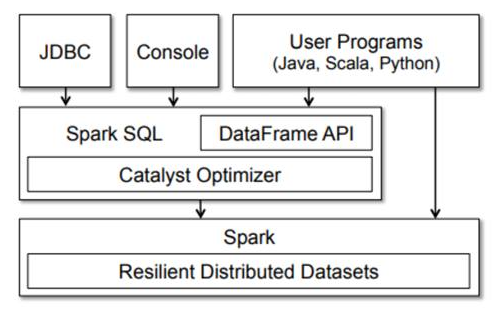 JDBC
Console
User Programs
(Java, Scala, Python)
Spark SQL
DataFrame API
Catalyst Optimizer
Spark
Resilient Distributed Datasets